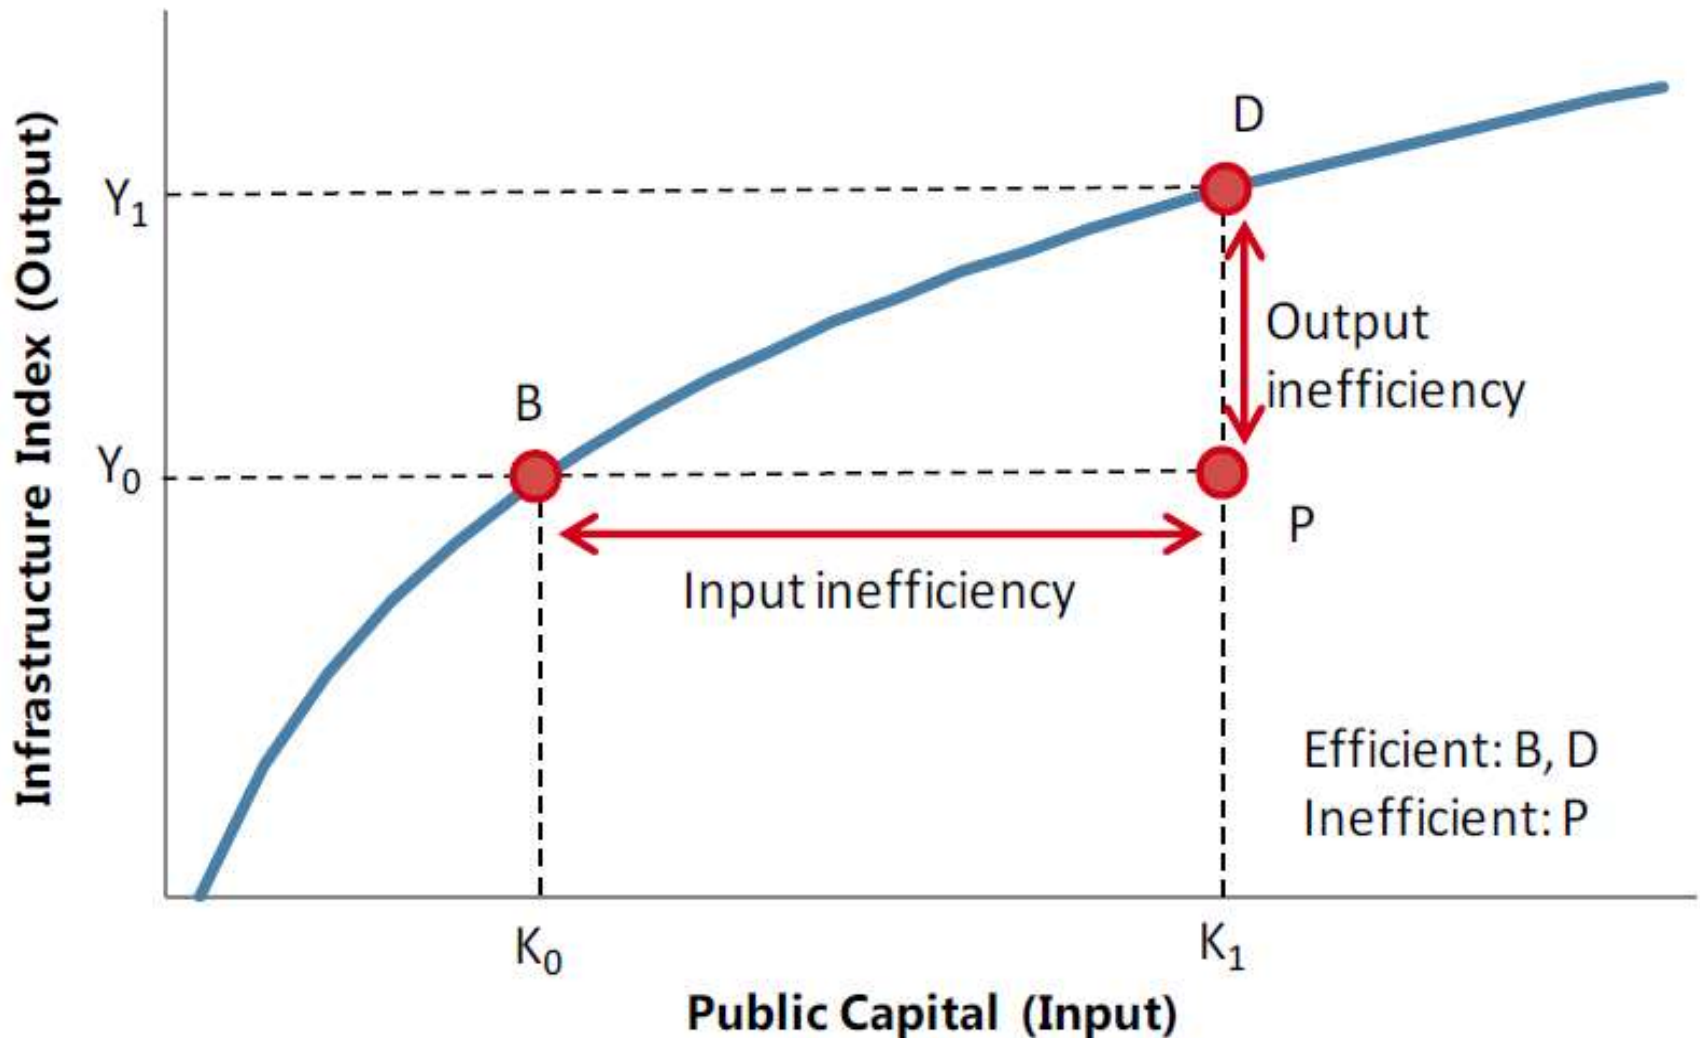 Infrastructure Index (Output)
D
Y1
Output
inefficiency
B
Y0
P
Input inefficiency
Efficient: B, D
Inefficient: P
K0
K1
Public Capital (Input)